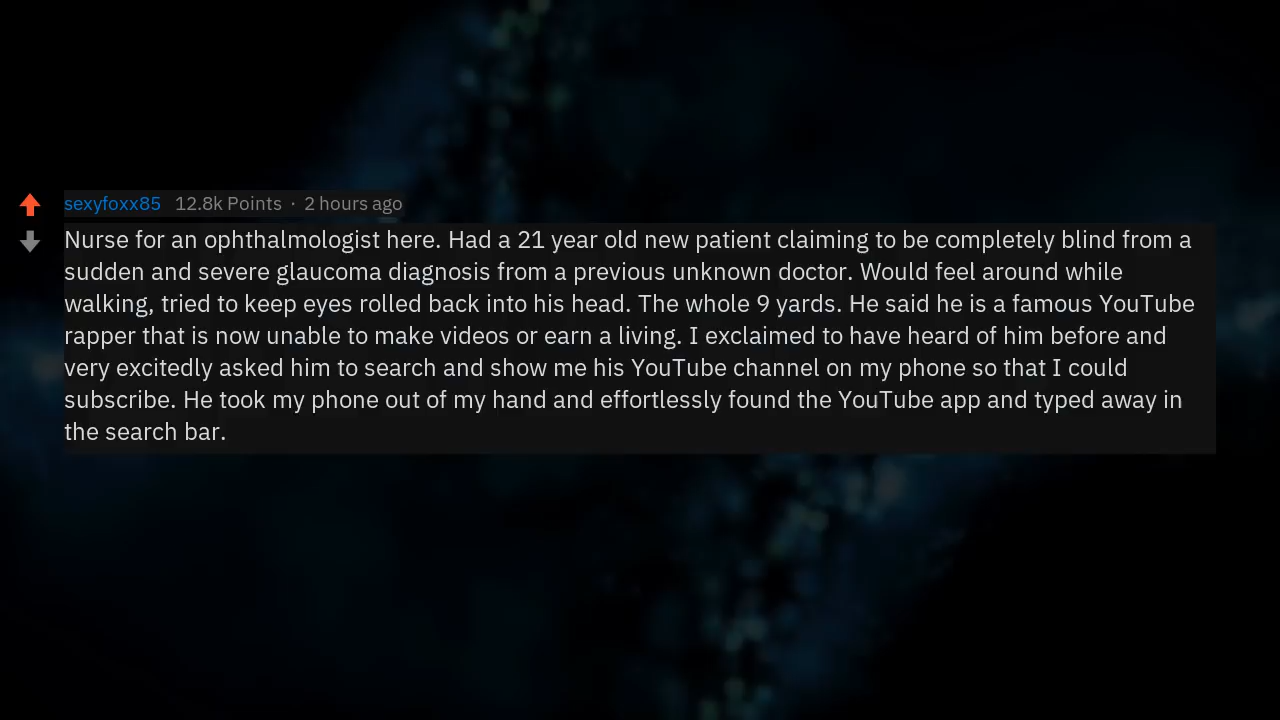 sexyfoxx85 12.8k Points · 2 hours ago
Nurse for an ophthalmologist here. Had a 21 year old new patient claiming to be completely blind from a
sudden and severe glaucoma diagnosis from a previous unknown doctor. Would feel around while
walking, tried to keep eyes rolled back into his head. The whole 9 yards. He said he is a famous YouTube
rapper that is now unable to make videos or earn a living. I exclaimed to have heard of him before and
very excitedly asked him to search and show me his YouTube channel on my phone so that I could
subscribe. He took my phone out of my hand and effortlessly found the YouTube app and typed away in
the search bar.